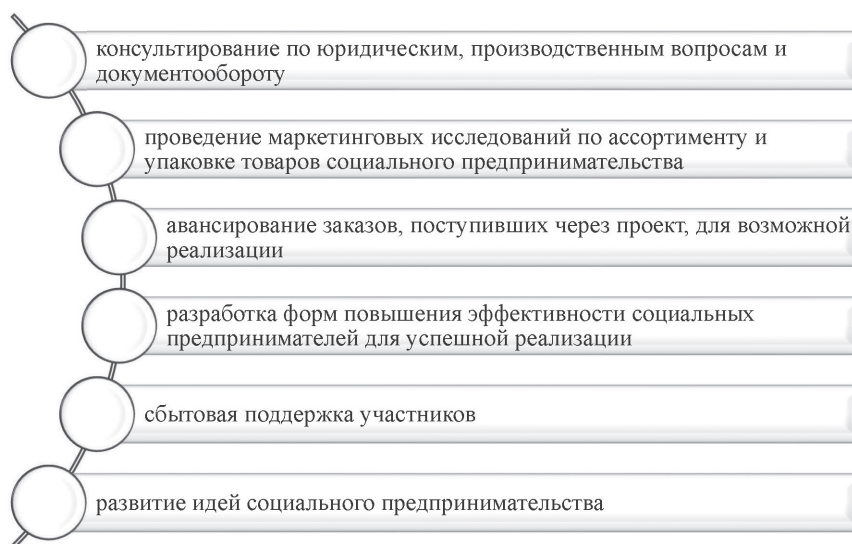 консультирование по юридическим, производственным вопросам и
документообороту
проведение маркетинговых исследований по ассортименту и
упаковке товаров социального предпринимательства
авансирование заказов, поступивших через проект, для возможной
реализации
разработка форм повышения эффективности социальных
предпринимателей для успешной реализации
сбытовая поддержка участников
развитие идей социального предпринимательства